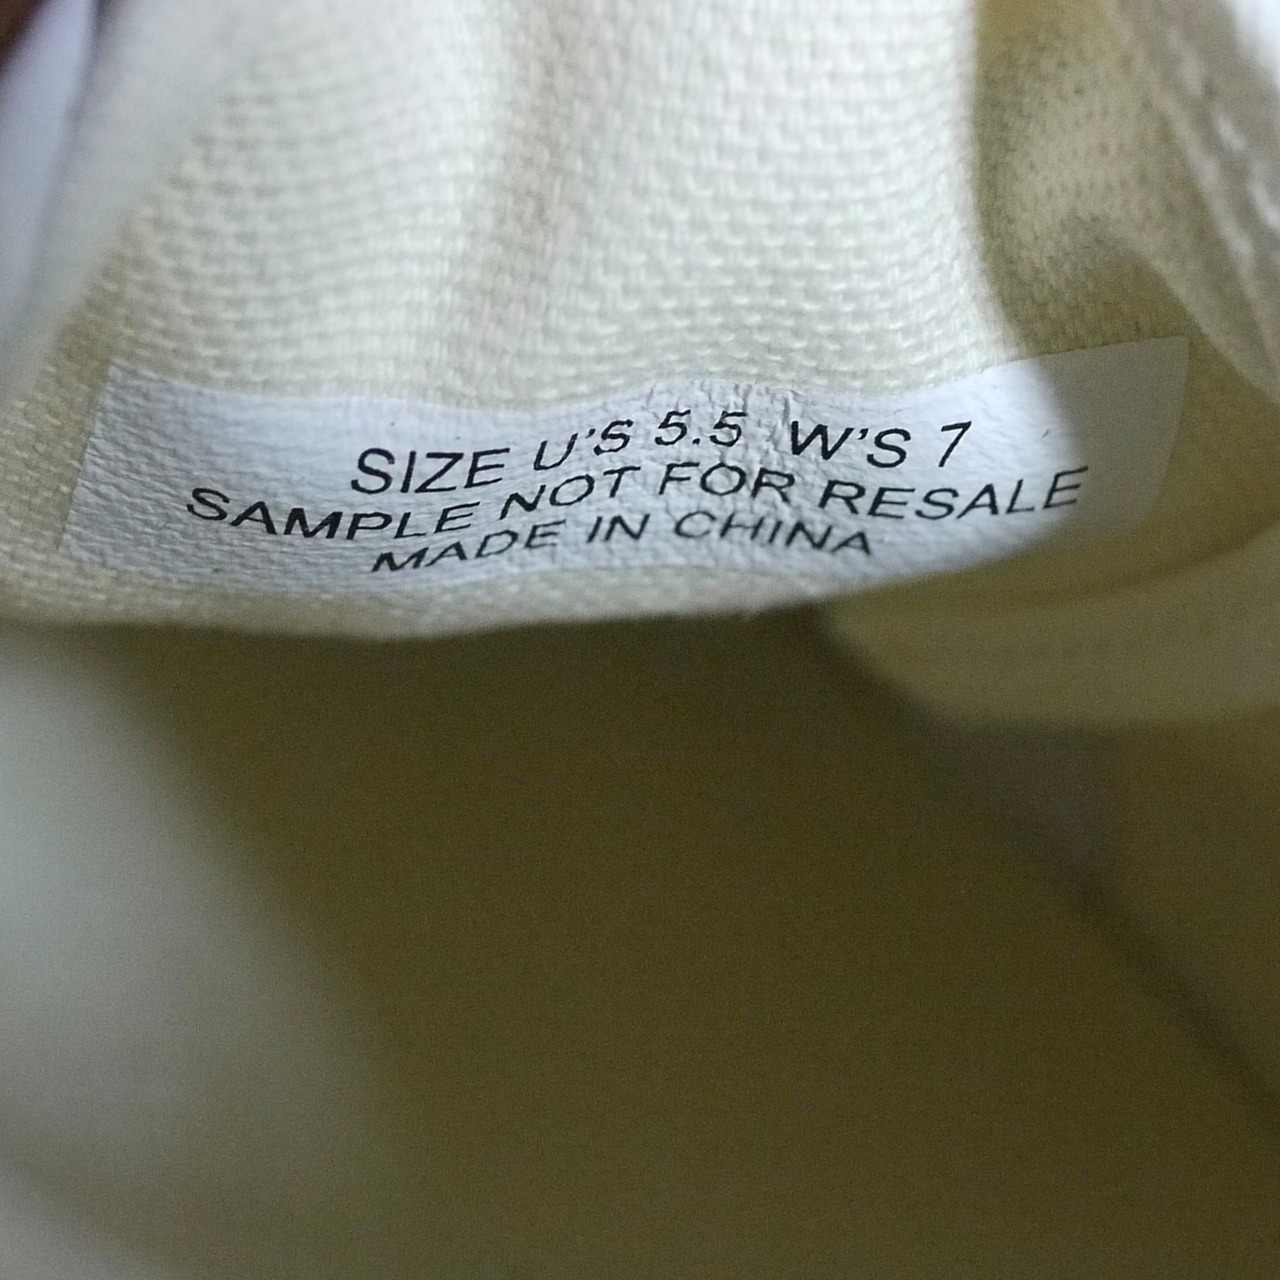 SIZE U'S 5.5 W'S 7
SAMPLE NOT FOR RESALE
MADE IN CHINA